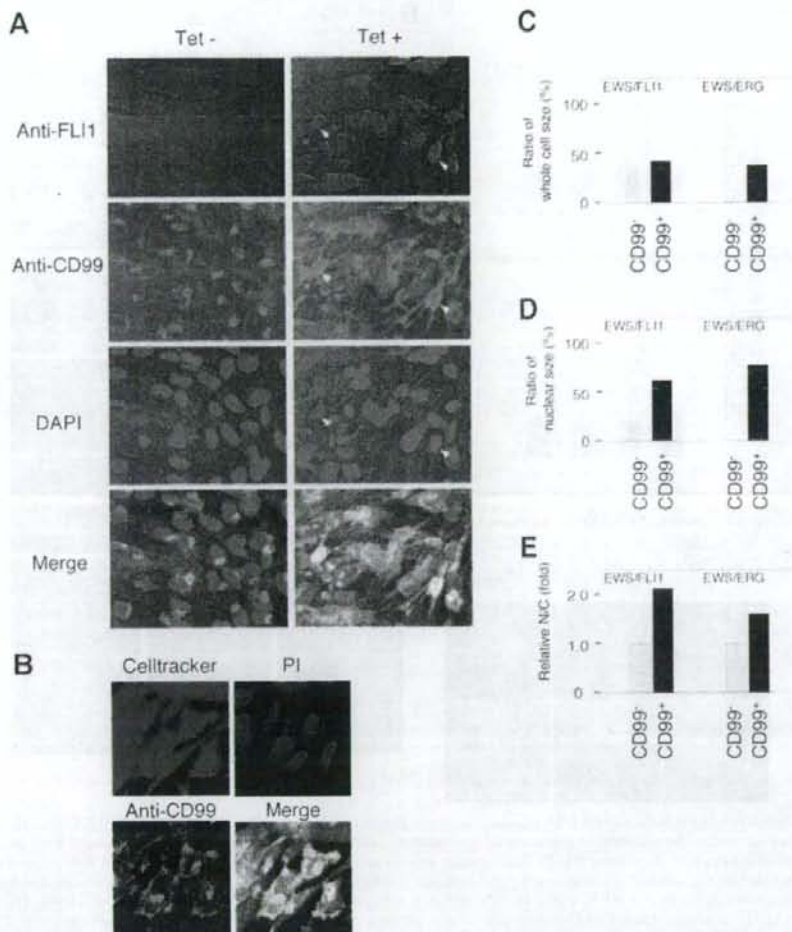 A
Tet - Tet +
Anti-FLI1
Anti-CD99
DAPI
Merge
B
Celltracker PI
Anti-CD99 Merge
C
Ratio of
whole cell size (%)
EWS/FLI1 EWS/ERG
100
50
0
CD99-
CD99+
CD99-
CD99+
D
Ratio of
nuclear size (%)
EWS/FLI1 EWS/ERG
100
50
0
CD99-
CD99+
CD99-
CD99+
E
Relative N/C (fold)
EWS/FLI1 EWS/ERG
2.0
1.0
0
CD99-
CD99+
CD99-
CD99+